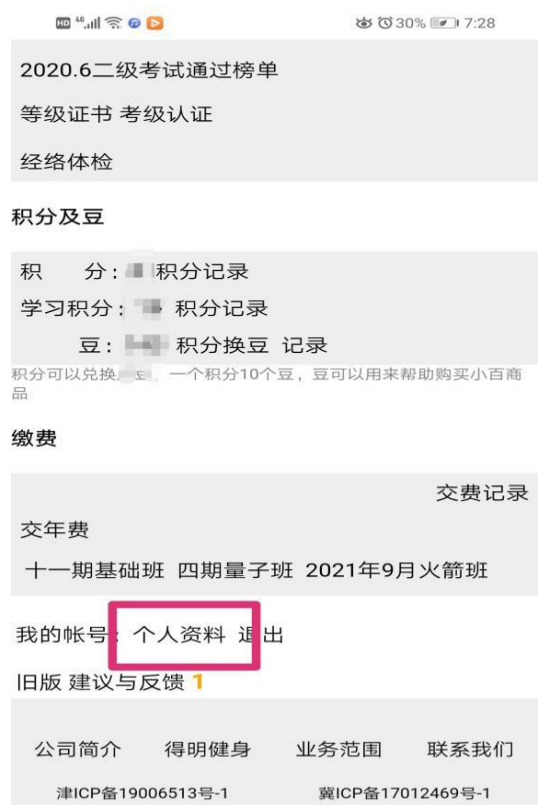 HD 46 30% 7:28
2020.6二级考试通过榜单
等级证书 考级认证
经络体检
积分及豆
积 分: 积分记录
学习积分: 积分记录
豆: 积分换豆 记录
积分可以兑换 豆，一个积分10个豆，豆可以用来帮助购买小百商
品
缴费
交费记录
交年费
十一期基础班 四期量子班 2021年9月火箭班
我的帐号: 个人资料 退出
旧版 建议与反馈 1
公司简介 得明健身 业务范围 联系我们
津ICP备19006513号-1 冀ICP备17012469号-1